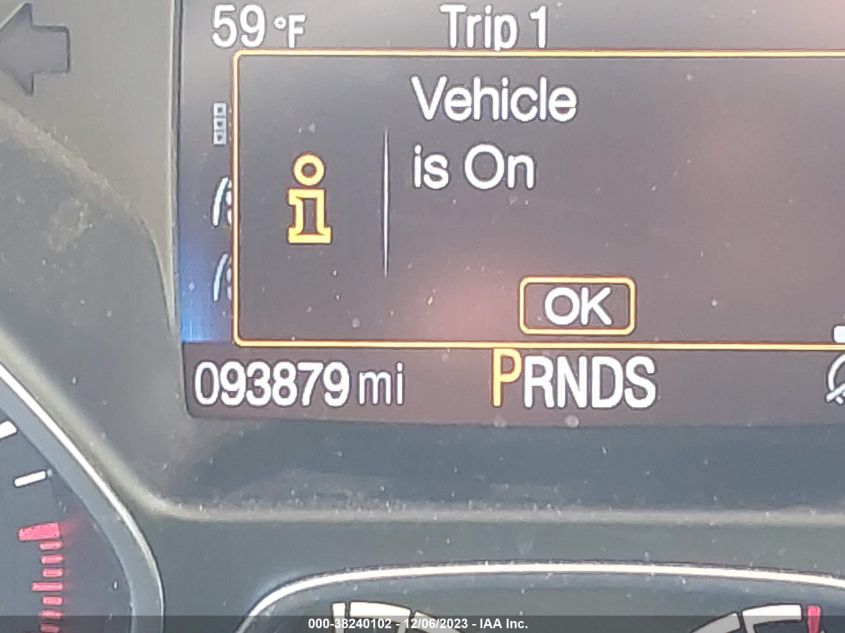 59°F Trip 1
Vehicle
is On
i
OK
093879 mi PRNDS
000-38240102 - 12/06/2023 - IAA Inc.